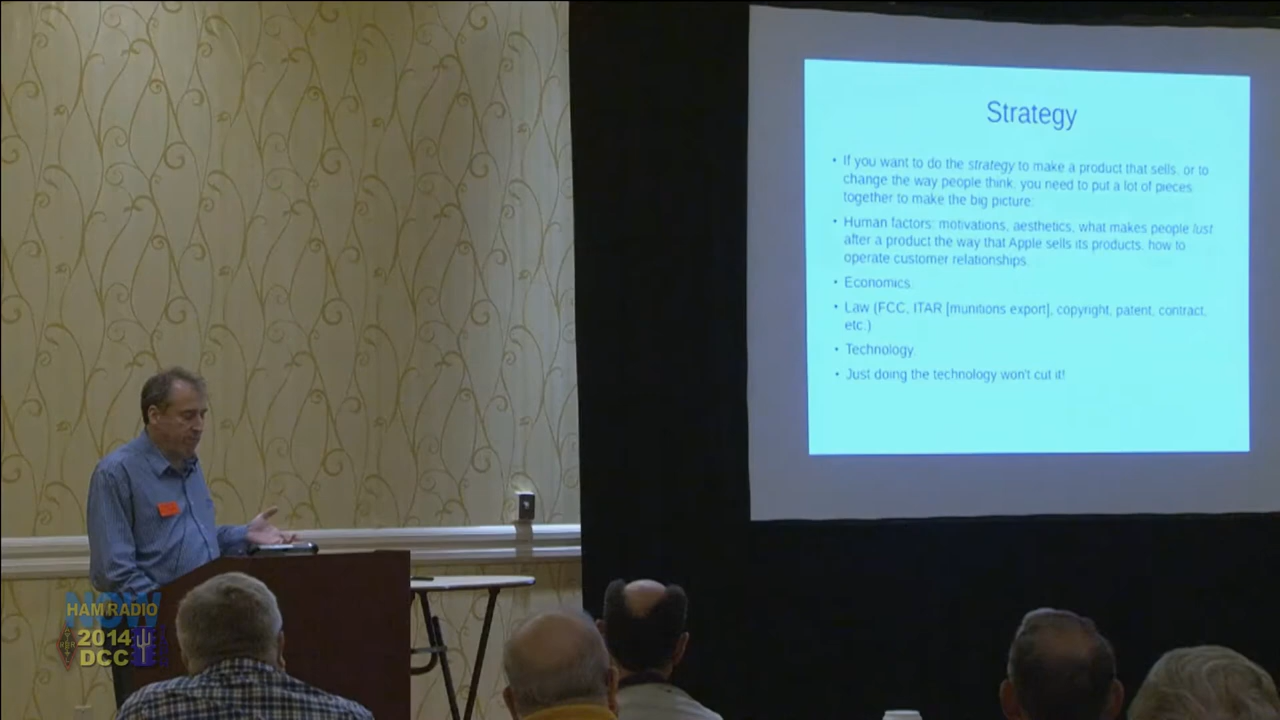 Strategy
• If you want to do the strategy to make a product that sells, or to
change the way people think, you need to put a lot of pieces
together to make the big picture:
• Human factors: motivations, aesthetics, what makes people lust
after a product the way that Apple sells its products, how to
operate customer relationships.
• Economics.
• Law (FCC, ITAR [munitions export], copyright, patent, contract,
etc.)
• Technology.
• Just doing the technology won't cut it!
NOW
HAM RADIO
2014
DCC